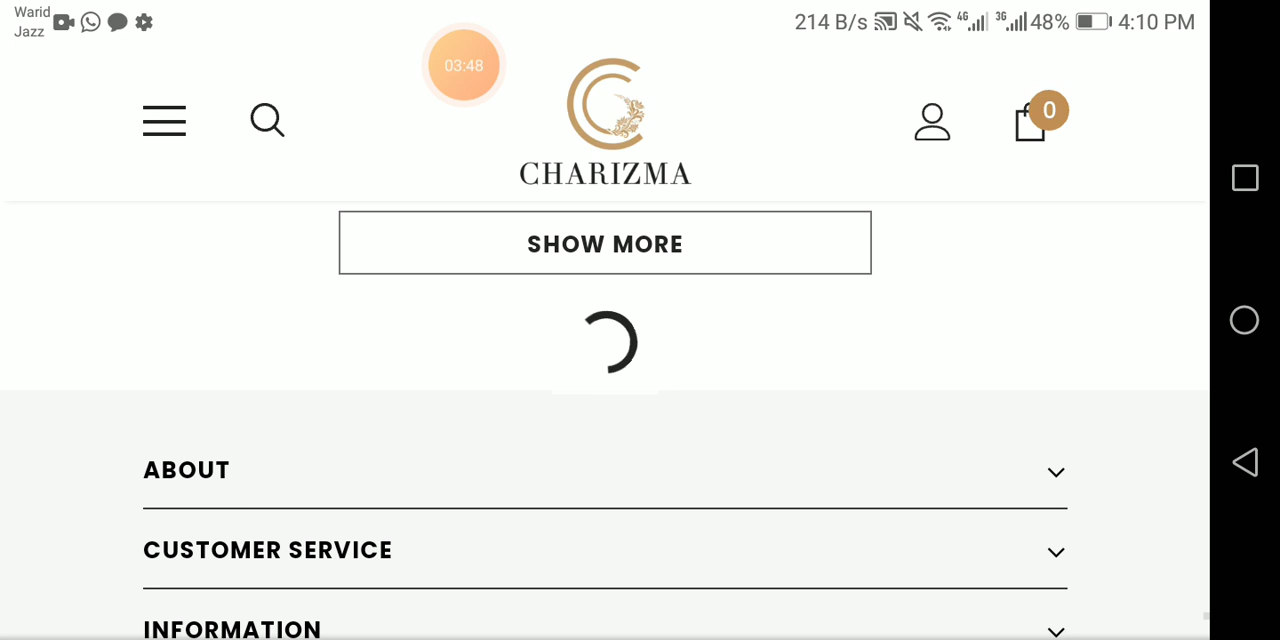 Warid
Jazz
214 B/s 4G 3G 48% 4:10 PM
03:48
0
CHARIZMA
SHOW MORE
ABOUT
CUSTOMER SERVICE
INFORMATION